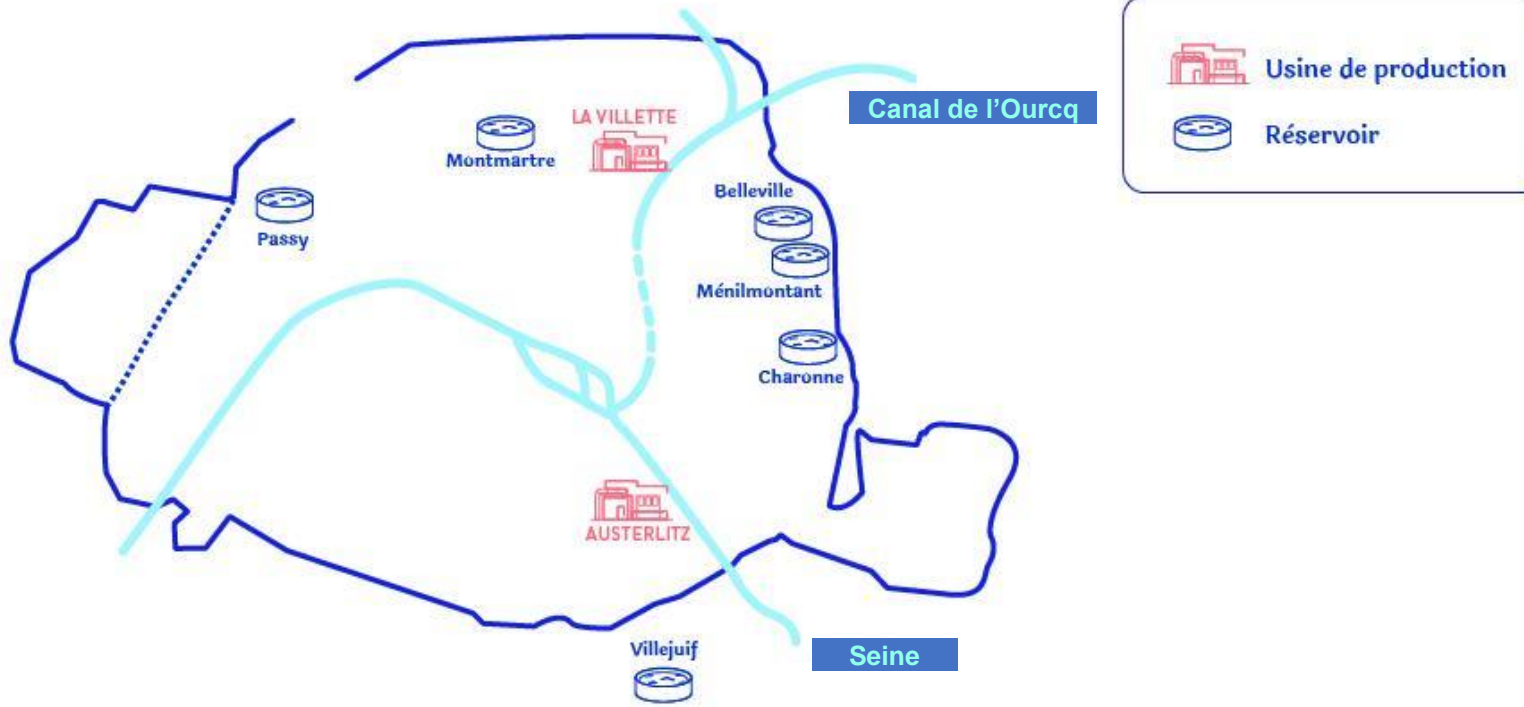 Usine de production
Réservoir
Canal de l’Ourcq
LA VILLETTE
Montmartre
Belleville
Passy
Ménilmontant
Charonne
AUSTERLITZ
Villejuif
Seine